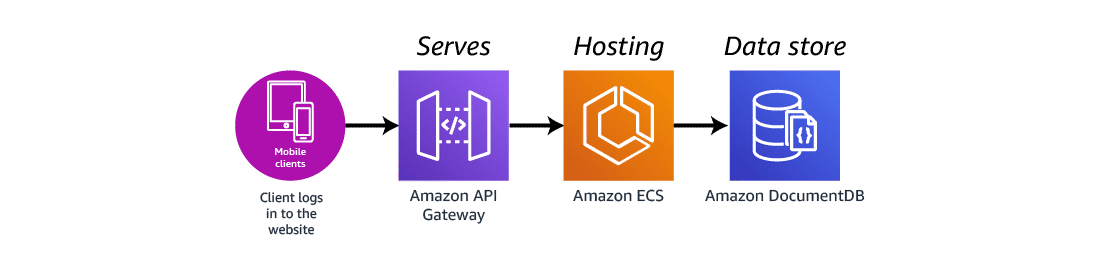 Serves
Hosting
Data store
Mobile
clients
</>
{ }
Client logs
in to the
website
Amazon API
Gateway
Amazon ECS
Amazon DocumentDB